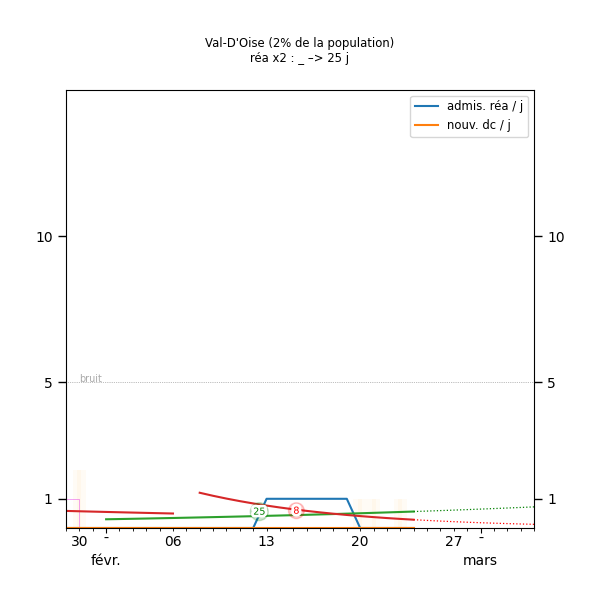 Val-D'Oise (2% de la population)
réa x2 : _ –> 25 j
admis. réa / j
nouv. dc / j
10 10
bruit
5 5
25 8
1 1
30 - 06 13 20 27 -
févr. mars